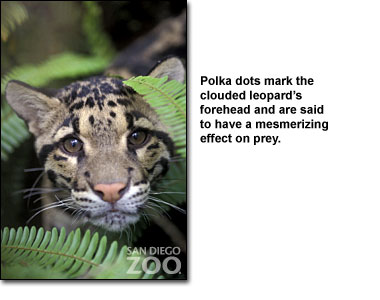 Polka dots mark the
clouded leopard's
forehead and are said
to have a mesmerizing
effect on prey.
SAN DIEGO
ZOO